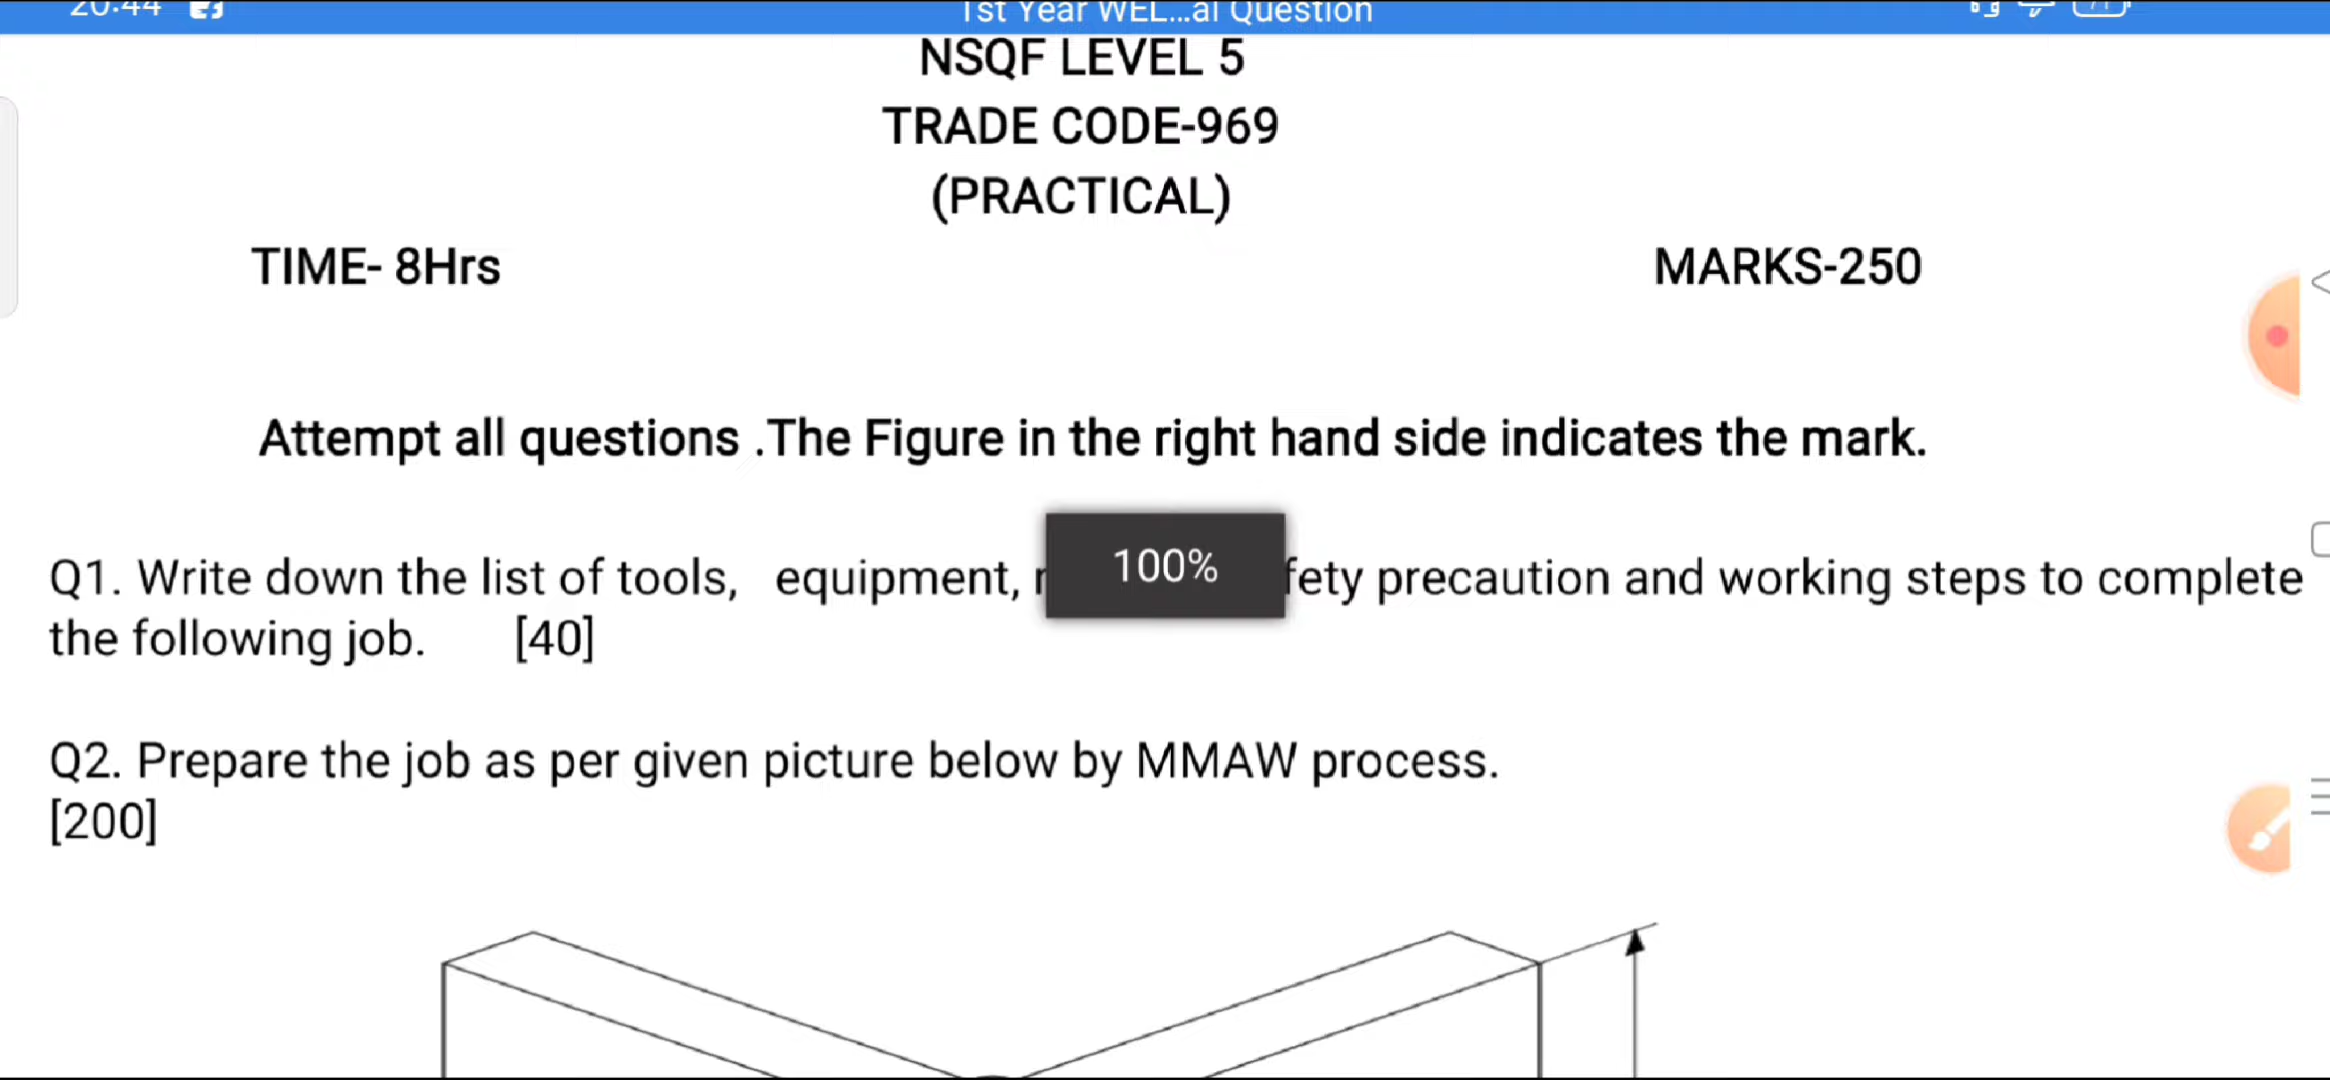 20:44
1st Year WEL...al Question
NSQF LEVEL 5
TRADE CODE-969
(PRACTICAL)
TIME- 8Hrs MARKS-250
Attempt all questions .The Figure in the right hand side indicates the mark.
Q1. Write down the list of tools, equipment, 100% precaution and working steps to complete
the following job. [40]
Q2. Prepare the job as per given picture below by MMAW process.
[200]